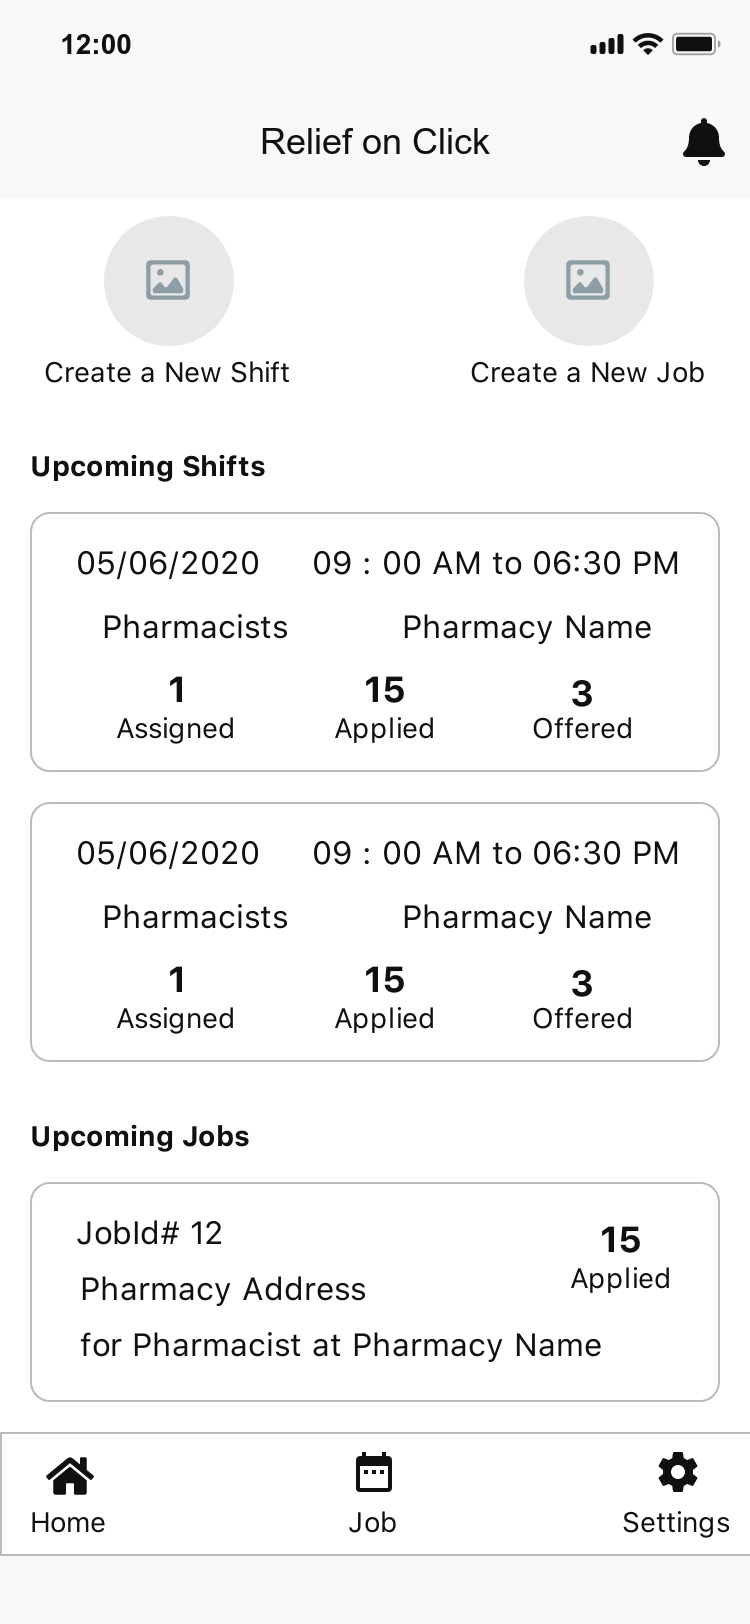 12:00
Relief on Click
Create a New Shift
Create a New Job
Upcoming Shifts
05/06/2020 09 : 00 AM to 06:30 PM
Pharmacists Pharmacy Name
1 15 3
Assigned Applied Offered
05/06/2020 09 : 00 AM to 06:30 PM
Pharmacists Pharmacy Name
1 15 3
Assigned Applied Offered
Upcoming Jobs
JobId# 12
15
Applied
Pharmacy Address
for Pharmacist at Pharmacy Name
Home Job Settings